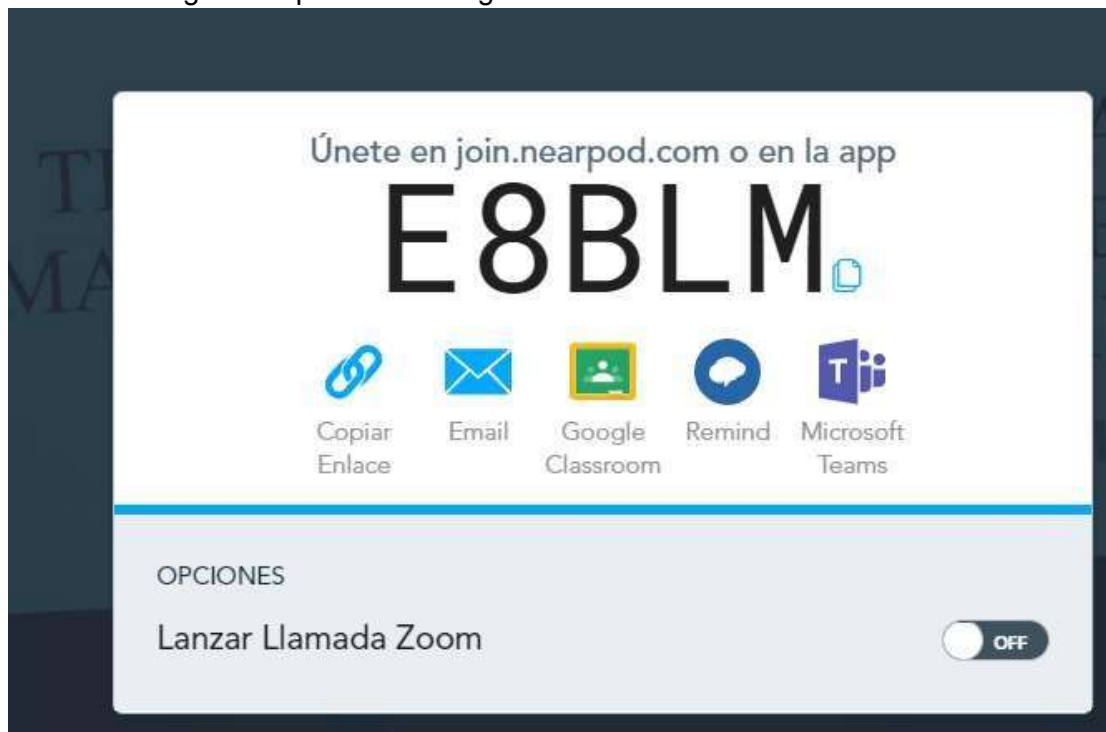 Únete en join.nearpod.com o en la app
E8BLM
Copiar Enlace
Email
Google Classroom
Remind
Microsoft Teams
OPCIONES
Lanzar Llamada Zoom
OFF